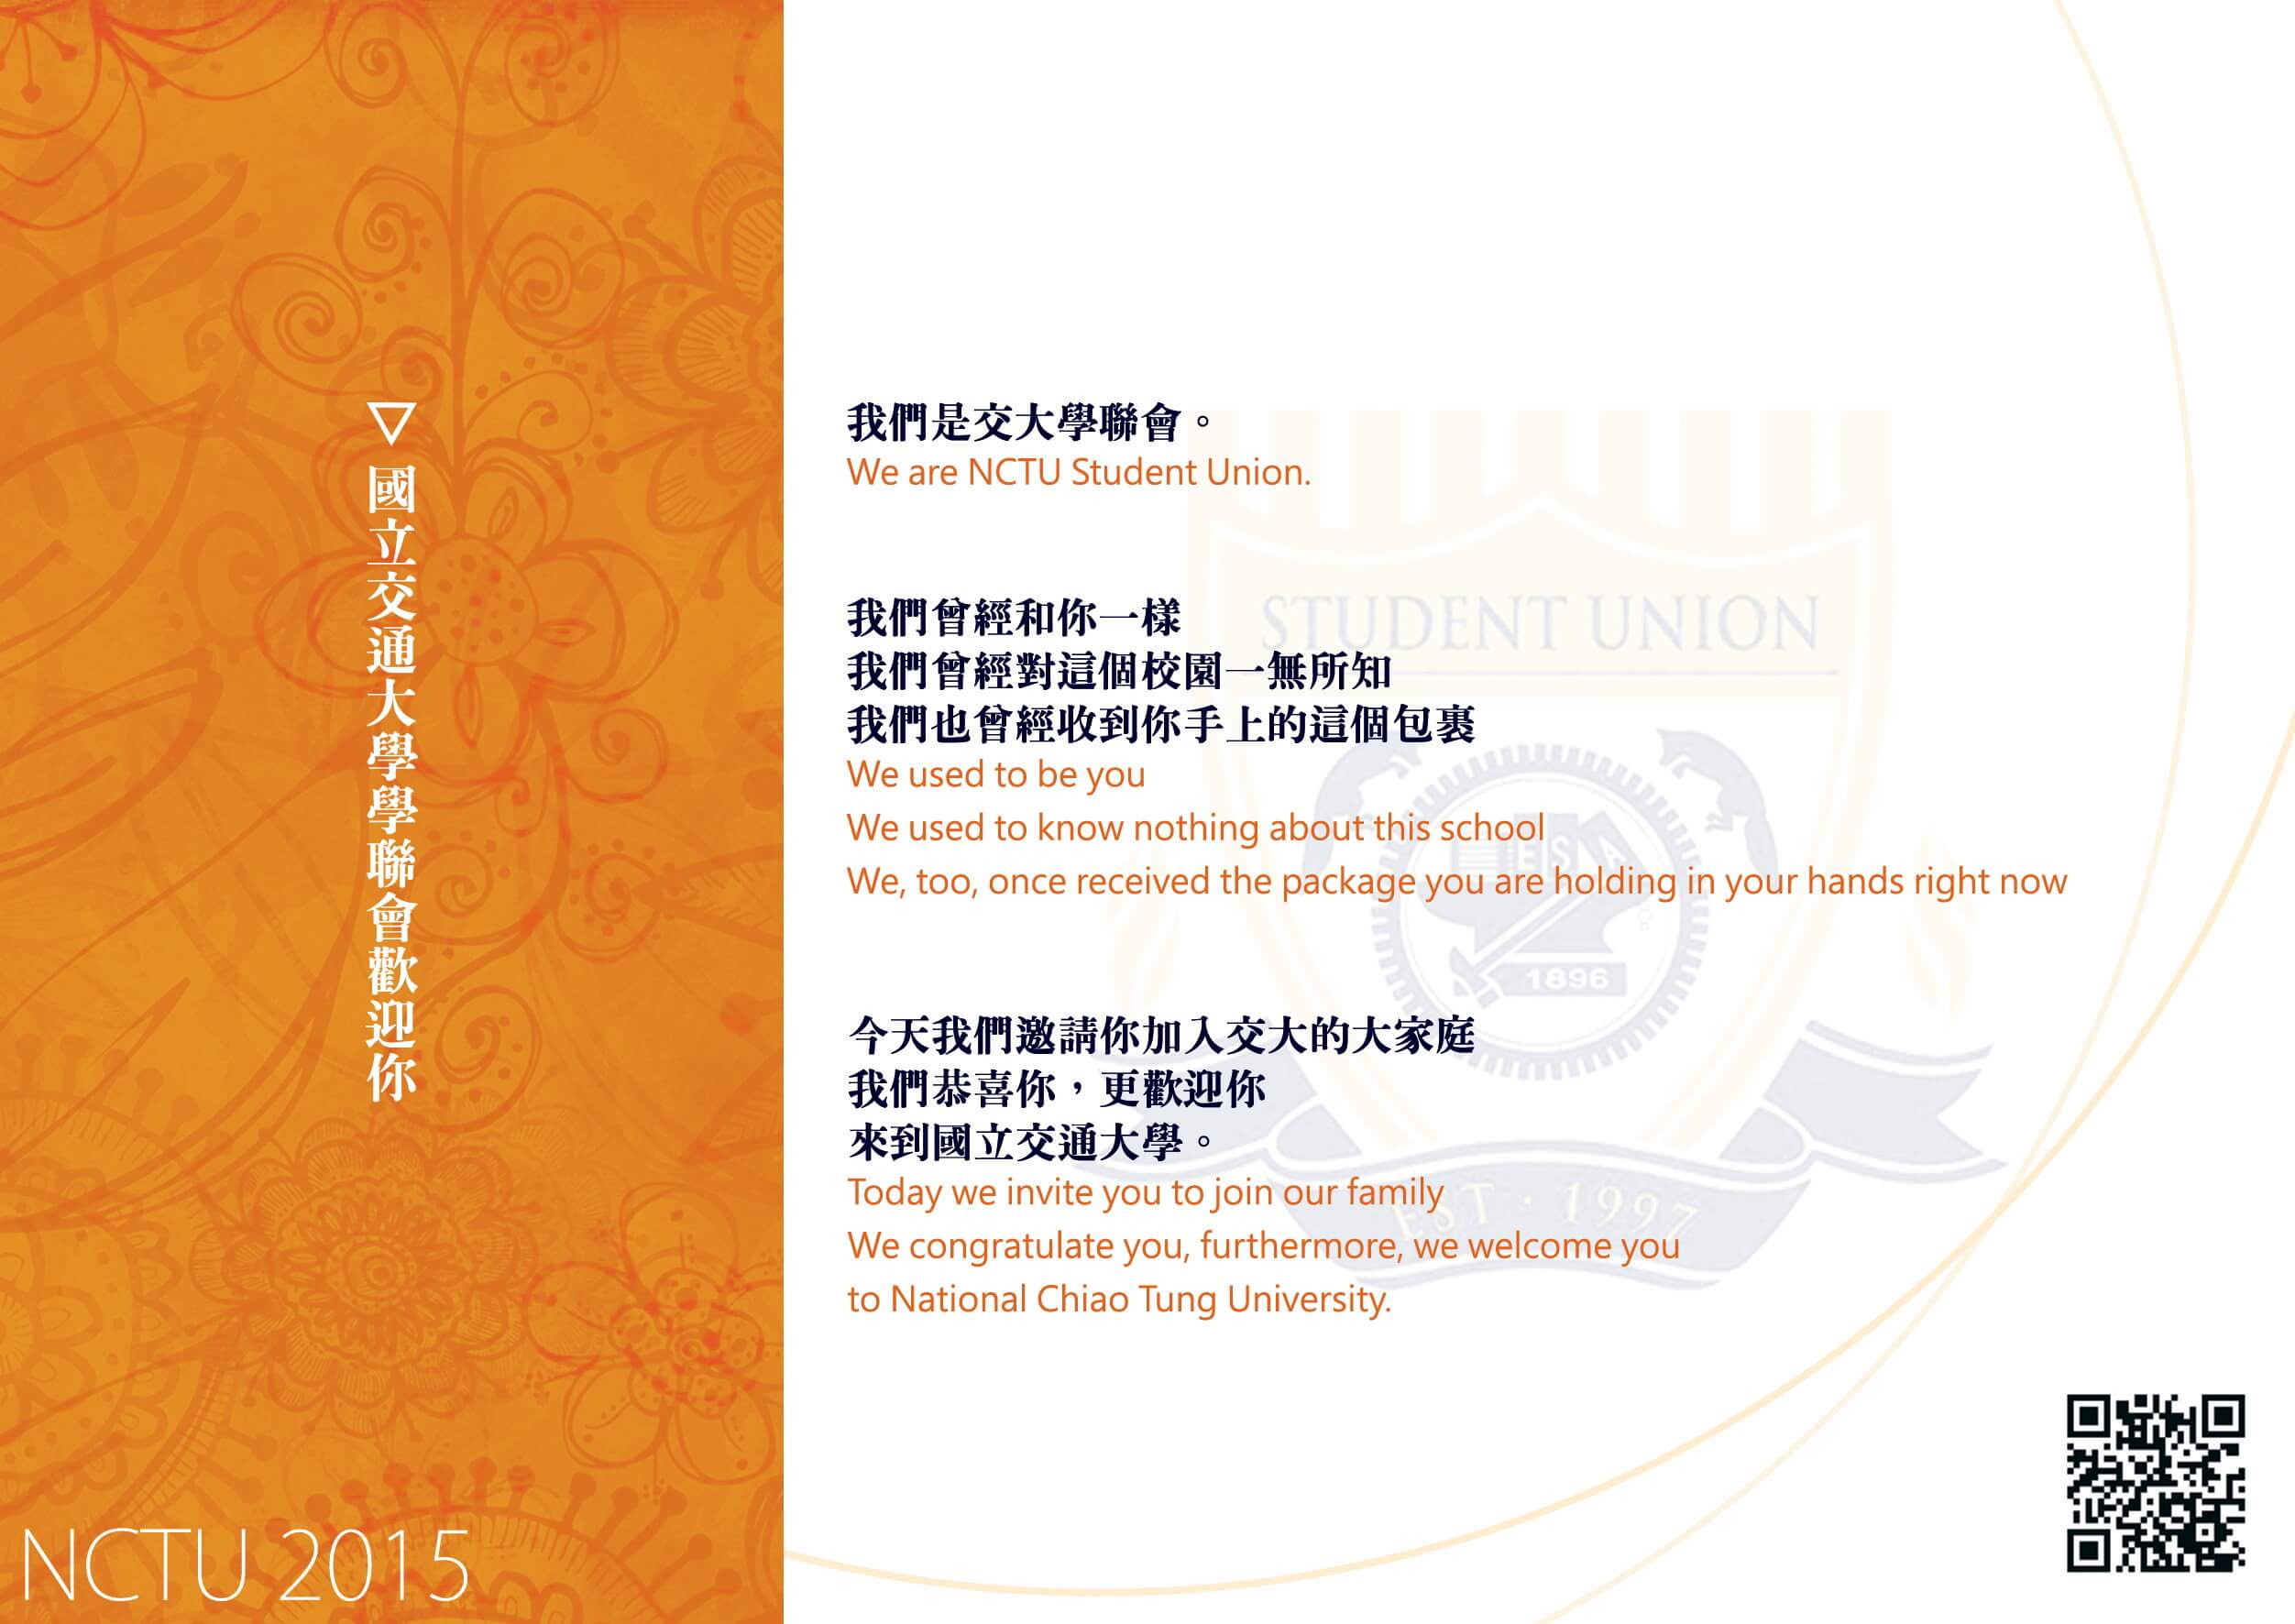 ▽ 國立交通大學學聯會歡迎你
我們是交大學聯會。
We are NCTU Student Union.
我們曾經和你一樣
我們曾經對這個校園一無所知
我們也曾經收到你手上的這個包裹
We used to be you
We used to know nothing about this school
We, too, once received the package you are holding in your hands right now
今天我們邀請你加入交大的大家庭
我們恭喜你，更歡迎你
來到國立交通大學。
Today we invite you to join our family
We congratulate you, furthermore, we welcome you
to National Chiao Tung University.
STUDENT UNION
1896
EST · 1997
NCTU 2015